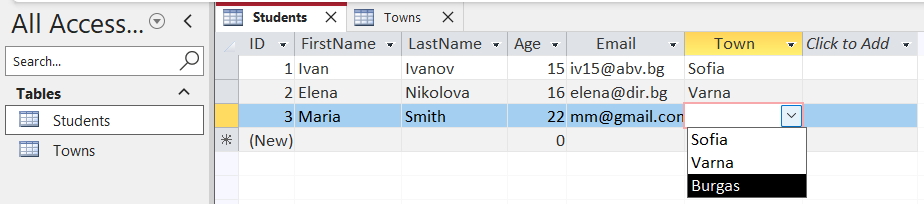 All Access...
Search...
Tables
Students
Towns
Students Towns
ID FirstName LastName Age Email Town Click to Add
1 Ivan Ivanov 15 iv15@abv.bg Sofia
2 Elena Nikolova 16 elena@dir.bg Varna
3 Maria Smith 22 mm@gmail.com
(New) 0
Sofia
Varna
Burgas